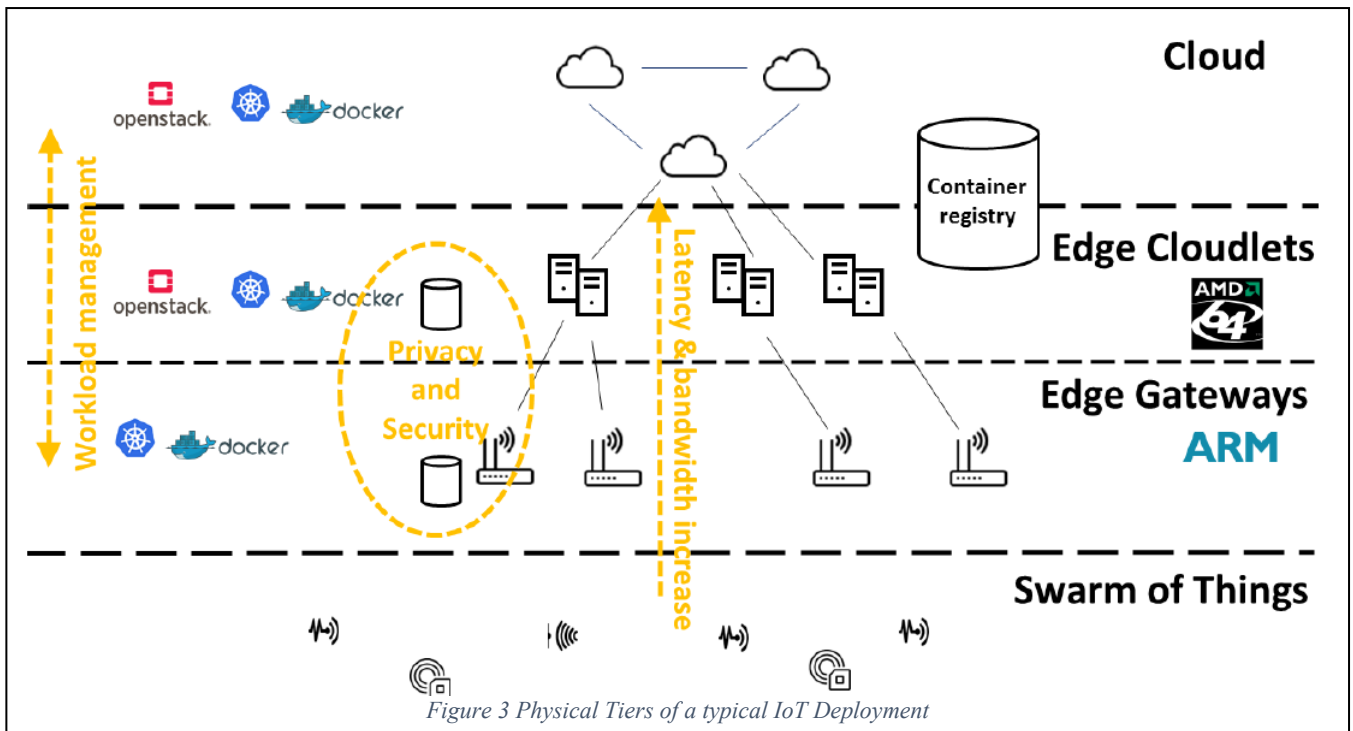 Cloud
openstack.
docker
Container
registry
Workload management
Edge Cloudlets
openstack.
docker
AMD
64
Privacy
and
Security
Latency & bandwidth increase
Edge Gateways
docker
ARM
Swarm of Things
Figure 3 Physical Tiers of a typical IoT Deployment